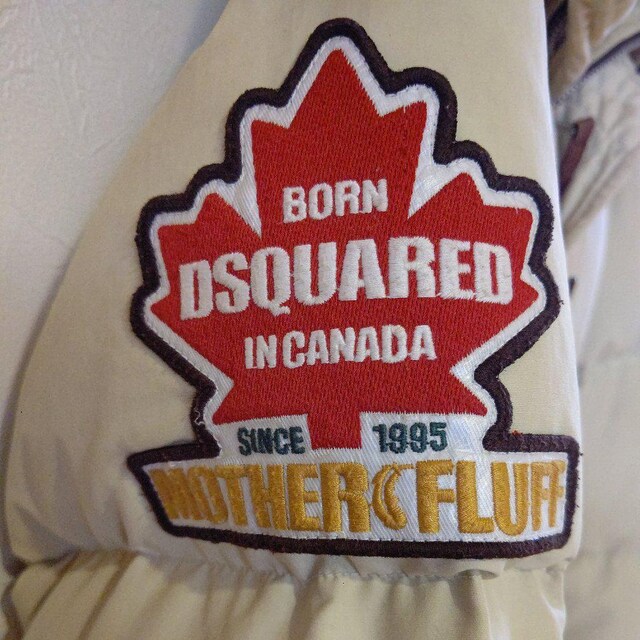 BORN
DSQUARED
IN CANADA
SINCE 1995
MOTHER FLUFF